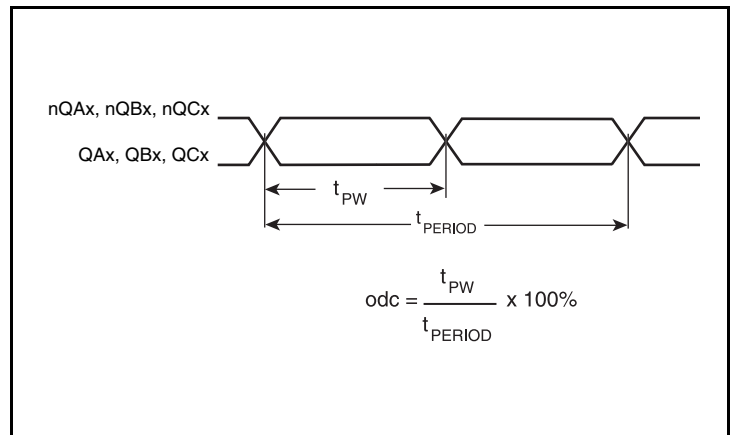 nQAx, nQBx, nQCx
QAx, QBx, QCx
tPW
tPERIOD
odc = tPW / tPERIOD x 100%